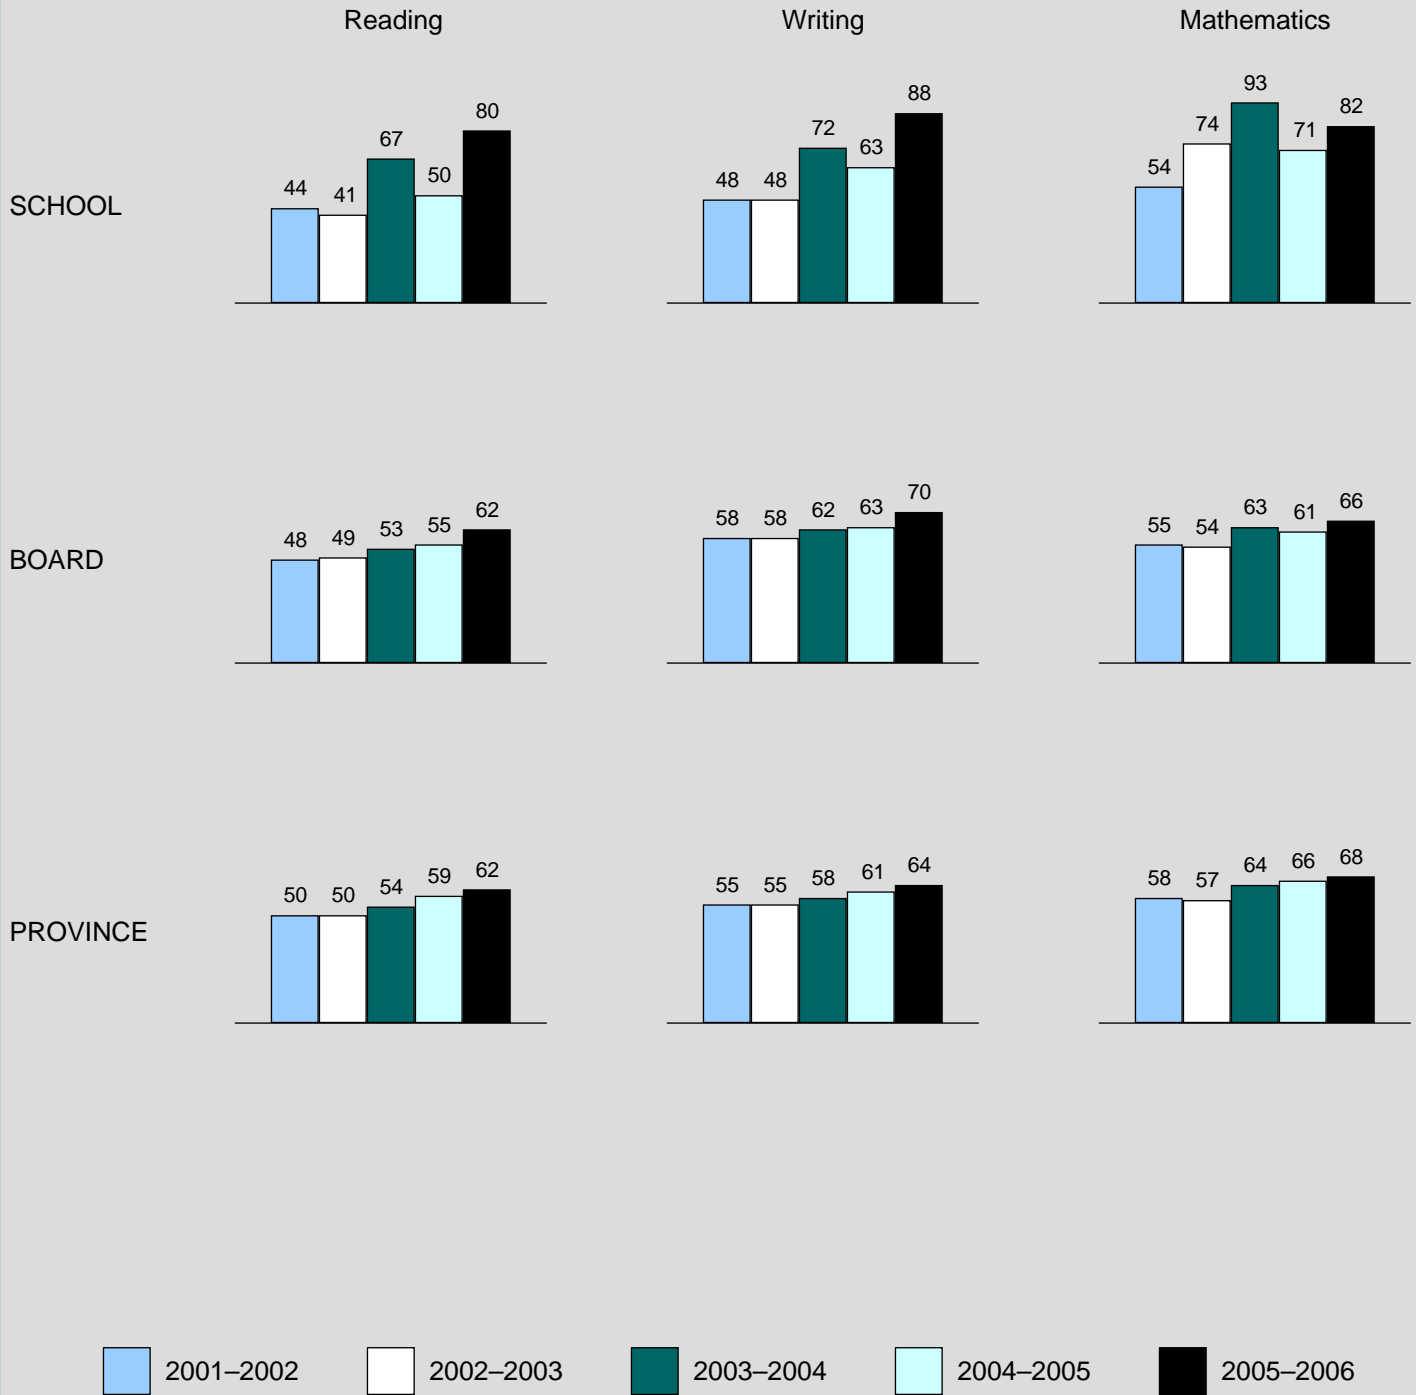 Reading Writing Mathematics
SCHOOL
44 41 67 50 80
48 48 72 63 88
54 74 93 71 82
BOARD
48 49 53 55 62
58 58 62 63 70
55 54 63 61 66
PROVINCE
50 50 54 59 62
55 55 58 61 64
58 57 64 66 68
2001–2002 2002–2003 2003–2004 2004–2005 2005–2006